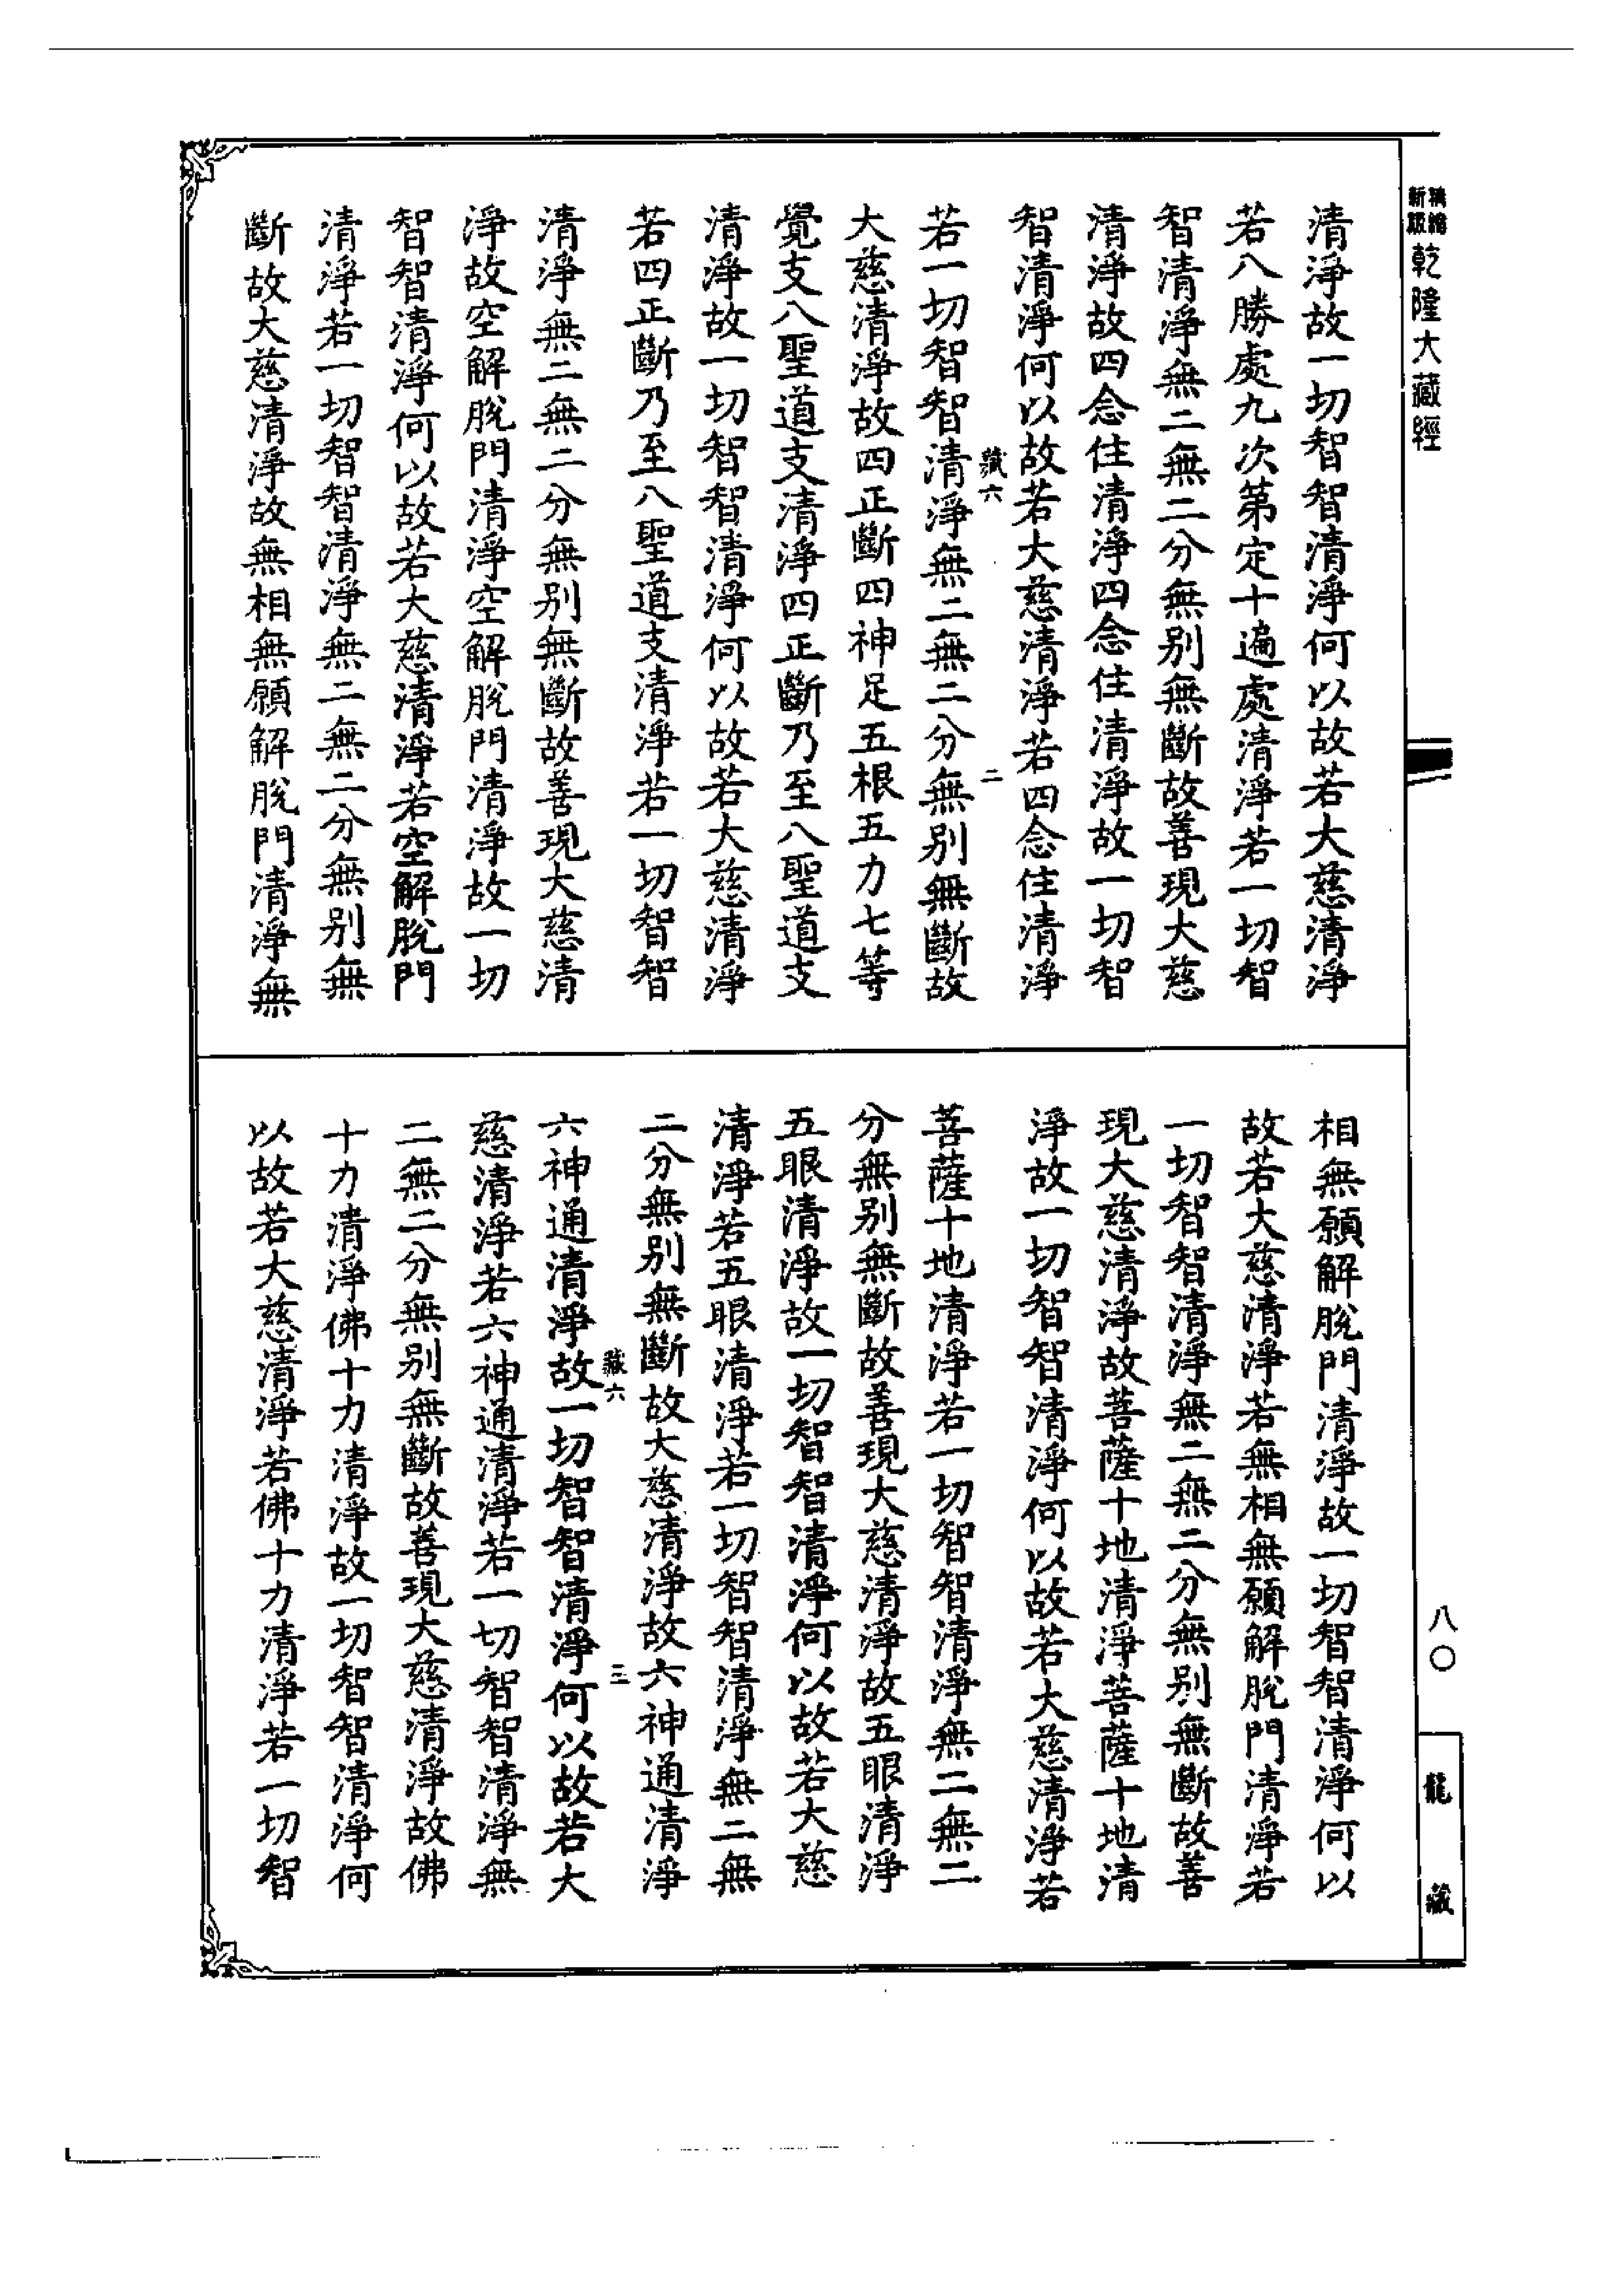 新版精繪乾隆大藏經
清淨故一切智智清淨何以故若大慈清淨
若八勝處九次第定十遍處清淨若一切智
智清淨無二無二分無別無斷故善現大慈
清淨故四念住清淨四念住清淨故一切智
智清淨何以故若大慈清淨若四念住清淨
藏六 二
若一切智智清淨無二無二分無別無斷故
大慈清淨故四正斷四神足五根五力七等
覺支八聖道支清淨四正斷乃至八聖道支
清淨故一切智智清淨何以故若大慈清淨
若四正斷乃至八聖道支清淨若一切智智
清淨無二無二分無別無斷故善現大慈清
淨故空解脫門清淨空解脫門清淨故一切
智智清淨何以故若大慈清淨若空解脫門
清淨若一切智智清淨無二無二分無別無
斷故大慈清淨故無相無願解脫門清淨無
相無願解脫門清淨故一切智智清淨何以
故若大慈清淨若無相無願解脫門清淨若
一切智智清淨無二無二分無別無斷故善
現大慈清淨故菩薩十地清淨菩薩十地清
淨故一切智智清淨何以故若大慈清淨若
菩薩十地清淨若一切智智清淨無二無二
分無別無斷故善現大慈清淨故五眼清淨
五眼清淨故一切智智清淨何以故若大慈
清淨若五眼清淨若一切智智清淨無二無
二分無別無斷故大慈清淨故六神通清淨
藏六 三
六神通清淨故一切智智清淨何以故若大
慈清淨若六神通清淨若一切智智清淨無
二無二分無別無斷故善現大慈清淨故佛
十力清淨佛十力清淨故一切智智清淨何
以故若大慈清淨若佛十力清淨若一切智
八〇
龍藏